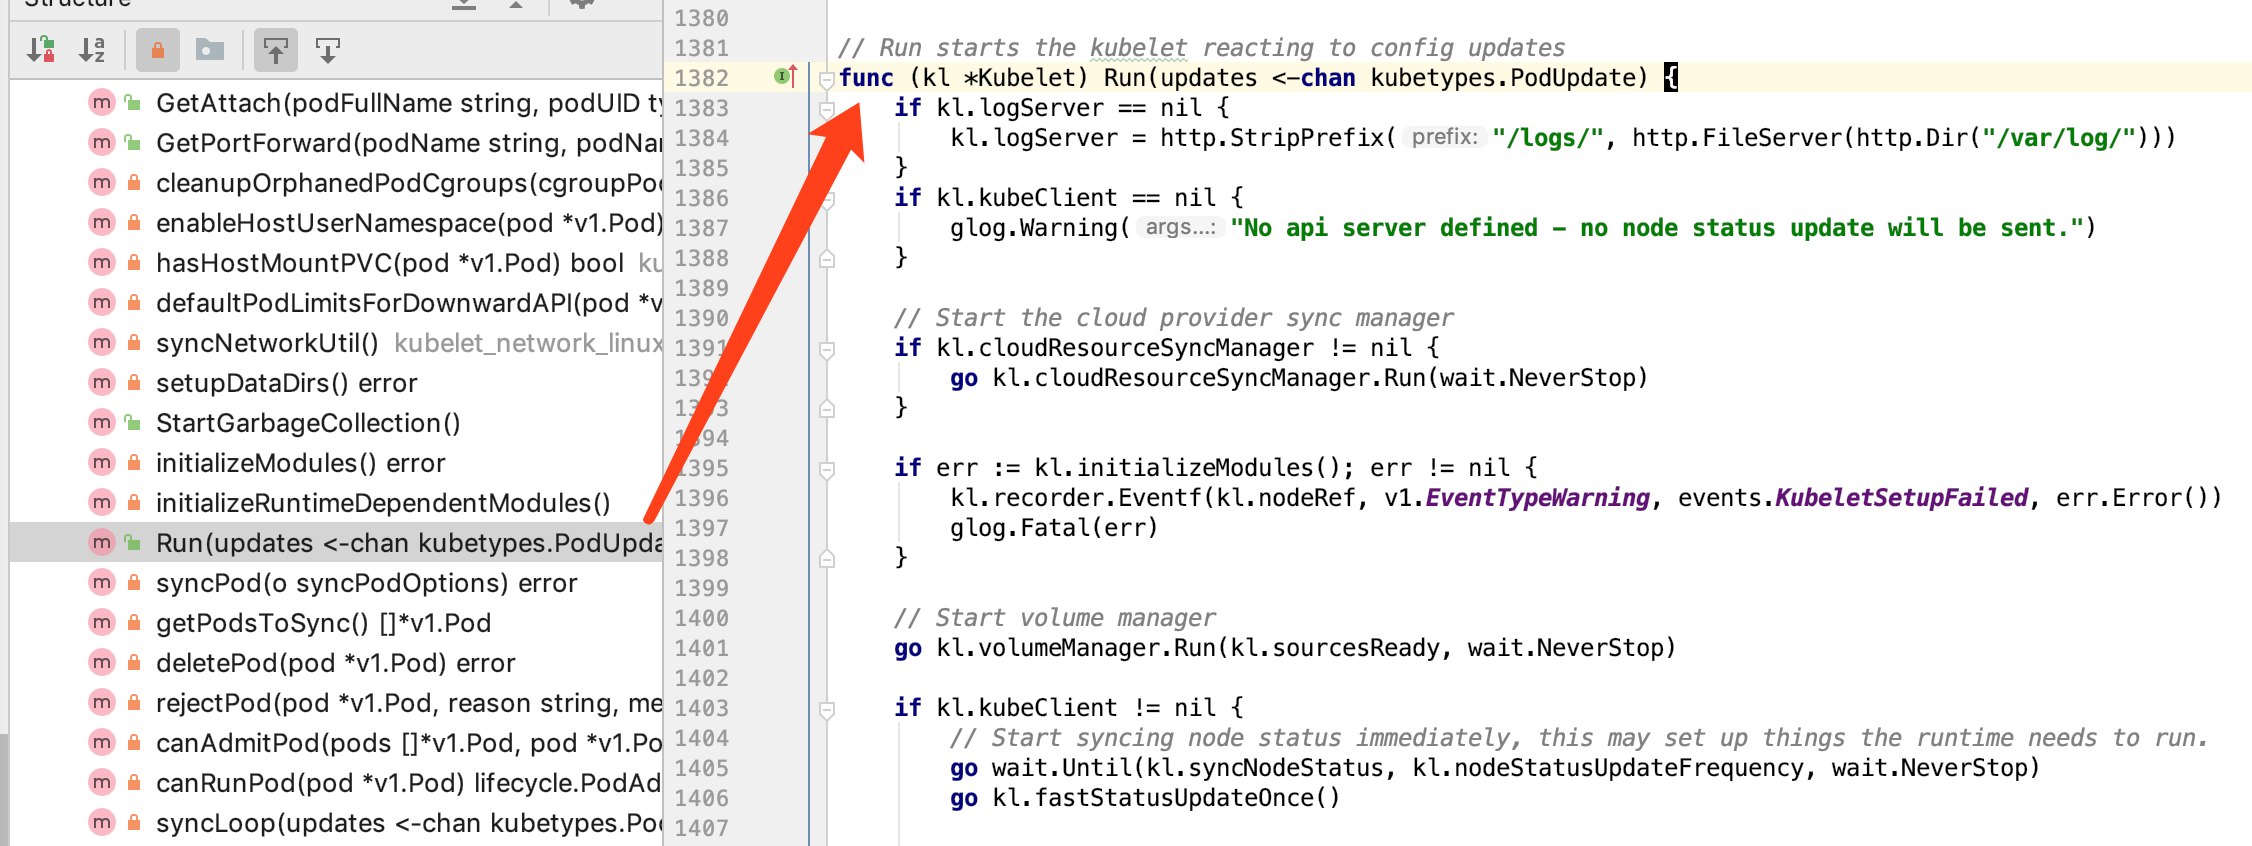 Structure
GetAttach(podFullName string, podUID ty
GetPortForward(podName string, podNar
cleanupOrphanedPodCgroups(cgroupPod
enableHostUserNamespace(pod *v1.Pod)
hasHostMountPVC(pod *v1.Pod) bool ku
defaultPodLimitsForDownwardAPI(pod *v
syncNetworkUtil() kubelet_network_linux
setupDataDirs() error
StartGarbageCollection()
initializeModules() error
initializeRuntimeDependentModules()
Run(updates <-chan kubetypes.PodUpda
syncPod(o syncPodOptions) error
getPodsToSync() []*v1.Pod
deletePod(pod *v1.Pod) error
rejectPod(pod *v1.Pod, reason string, me
canAdmitPod(pods []*v1.Pod, pod *v1.Po
canRunPod(pod *v1.Pod) lifecycle.PodAd
syncLoop(updates <-chan kubetypes.Pod
1380
1381 // Run starts the kubelet reacting to config updates
1382 func (kl *Kubelet) Run(updates <-chan kubetypes.PodUpdate) {
1383 if kl.logServer == nil {
1384 kl.logServer = http.StripPrefix( prefix: "/logs/", http.FileServer(http.Dir("/var/log/")))
1385 }
1386 if kl.kubeClient == nil {
1387 glog.Warning( args...: "No api server defined - no node status update will be sent.")
1388 }
1389
1390 // Start the cloud provider sync manager
1391 if kl.cloudResourceSyncManager != nil {
1392 go kl.cloudResourceSyncManager.Run(wait.NeverStop)
1393 }
1394
1395 if err := kl.initializeModules(); err != nil {
1396 kl.recorder.Eventf(kl.nodeRef, v1.EventTypeWarning, events.KubeletSetupFailed, err.Error())
1397 glog.Fatal(err)
1398 }
1399
1400 // Start volume manager
1401 go kl.volumeManager.Run(kl.sourcesReady, wait.NeverStop)
1402
1403 if kl.kubeClient != nil {
1404 // Start syncing node status immediately, this may set up things the runtime needs to run.
1405 go wait.Until(kl.syncNodeStatus, kl.nodeStatusUpdateFrequency, wait.NeverStop)
1406 go kl.fastStatusUpdateOnce()
1407